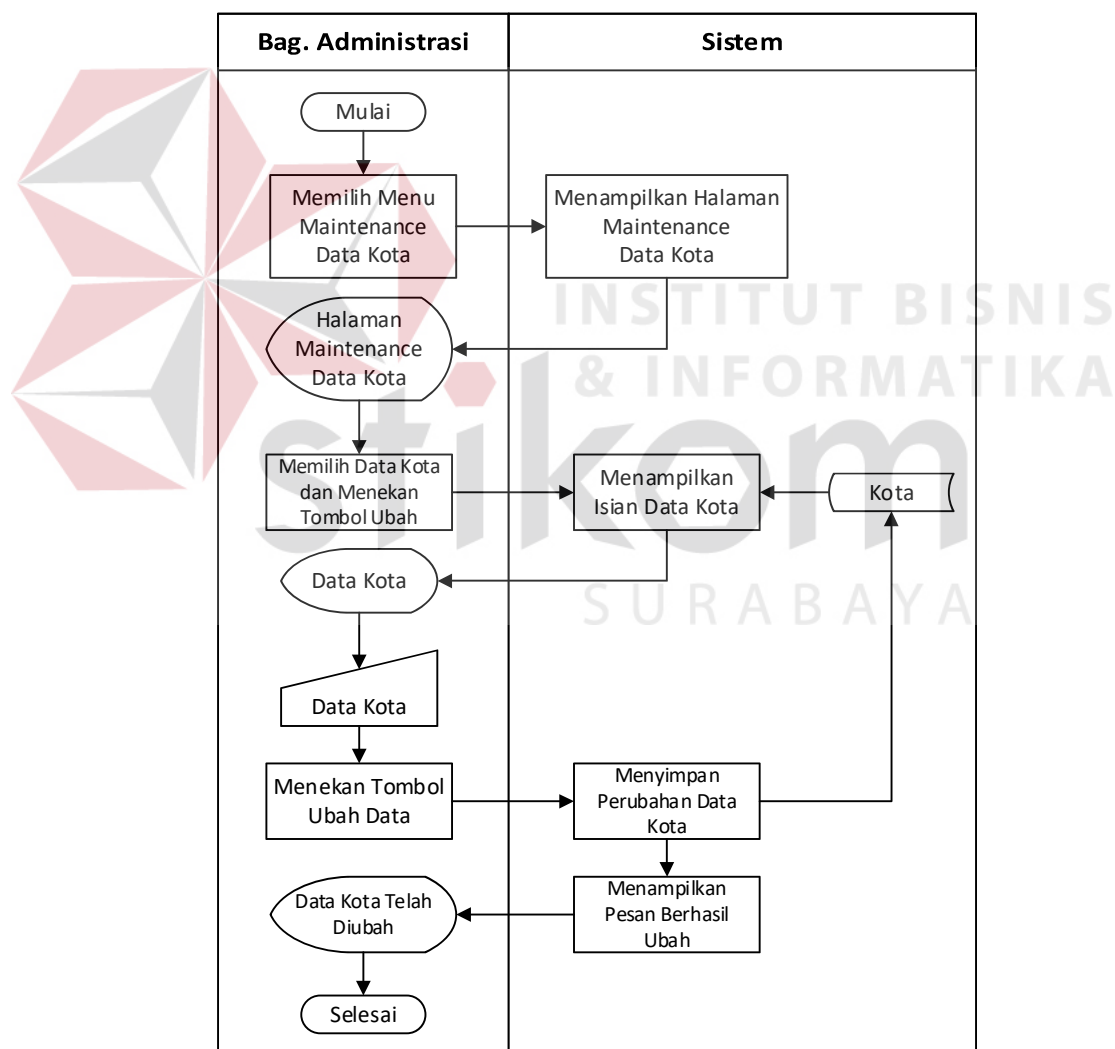 Bag. Administrasi
Sistem
Mulai
Memilih Menu
Maintenance
Data Kota
Menampilkan Halaman
Maintenance
Data Kota
INSTITUT BISNIS
& INFORMATIKA
Halaman
Maintenance
Data Kota
stikom
SURABAYA
Memilih Data Kota
dan Menekan
Tombol Ubah
Menampilkan
Isian Data Kota
Kota
Data Kota
Data Kota
Menekan Tombol
Ubah Data
Menyimpan
Perubahan Data
Kota
Menampilkan
Pesan Berhasil
Ubah
Data Kota Telah
Diubah
Selesai